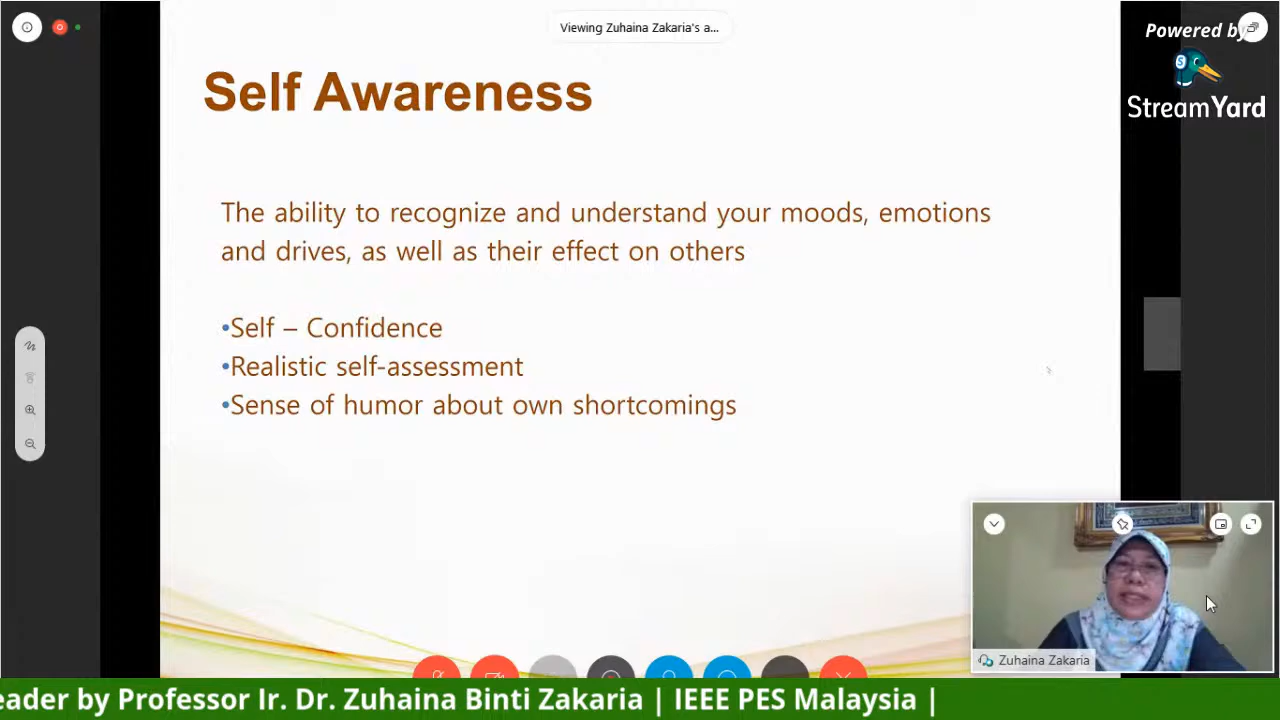 Viewing Zuhaina Zakaria's a...
Powered by
StreamYard
Self Awareness
The ability to recognize and understand your moods, emotions
and drives, as well as their effect on others
•Self – Confidence
•Realistic self-assessment
•Sense of humor about own shortcomings
Zuhaina Zakaria
eader by Professor Ir. Dr. Zuhaina Binti Zakaria | IEEE PES Malaysia |